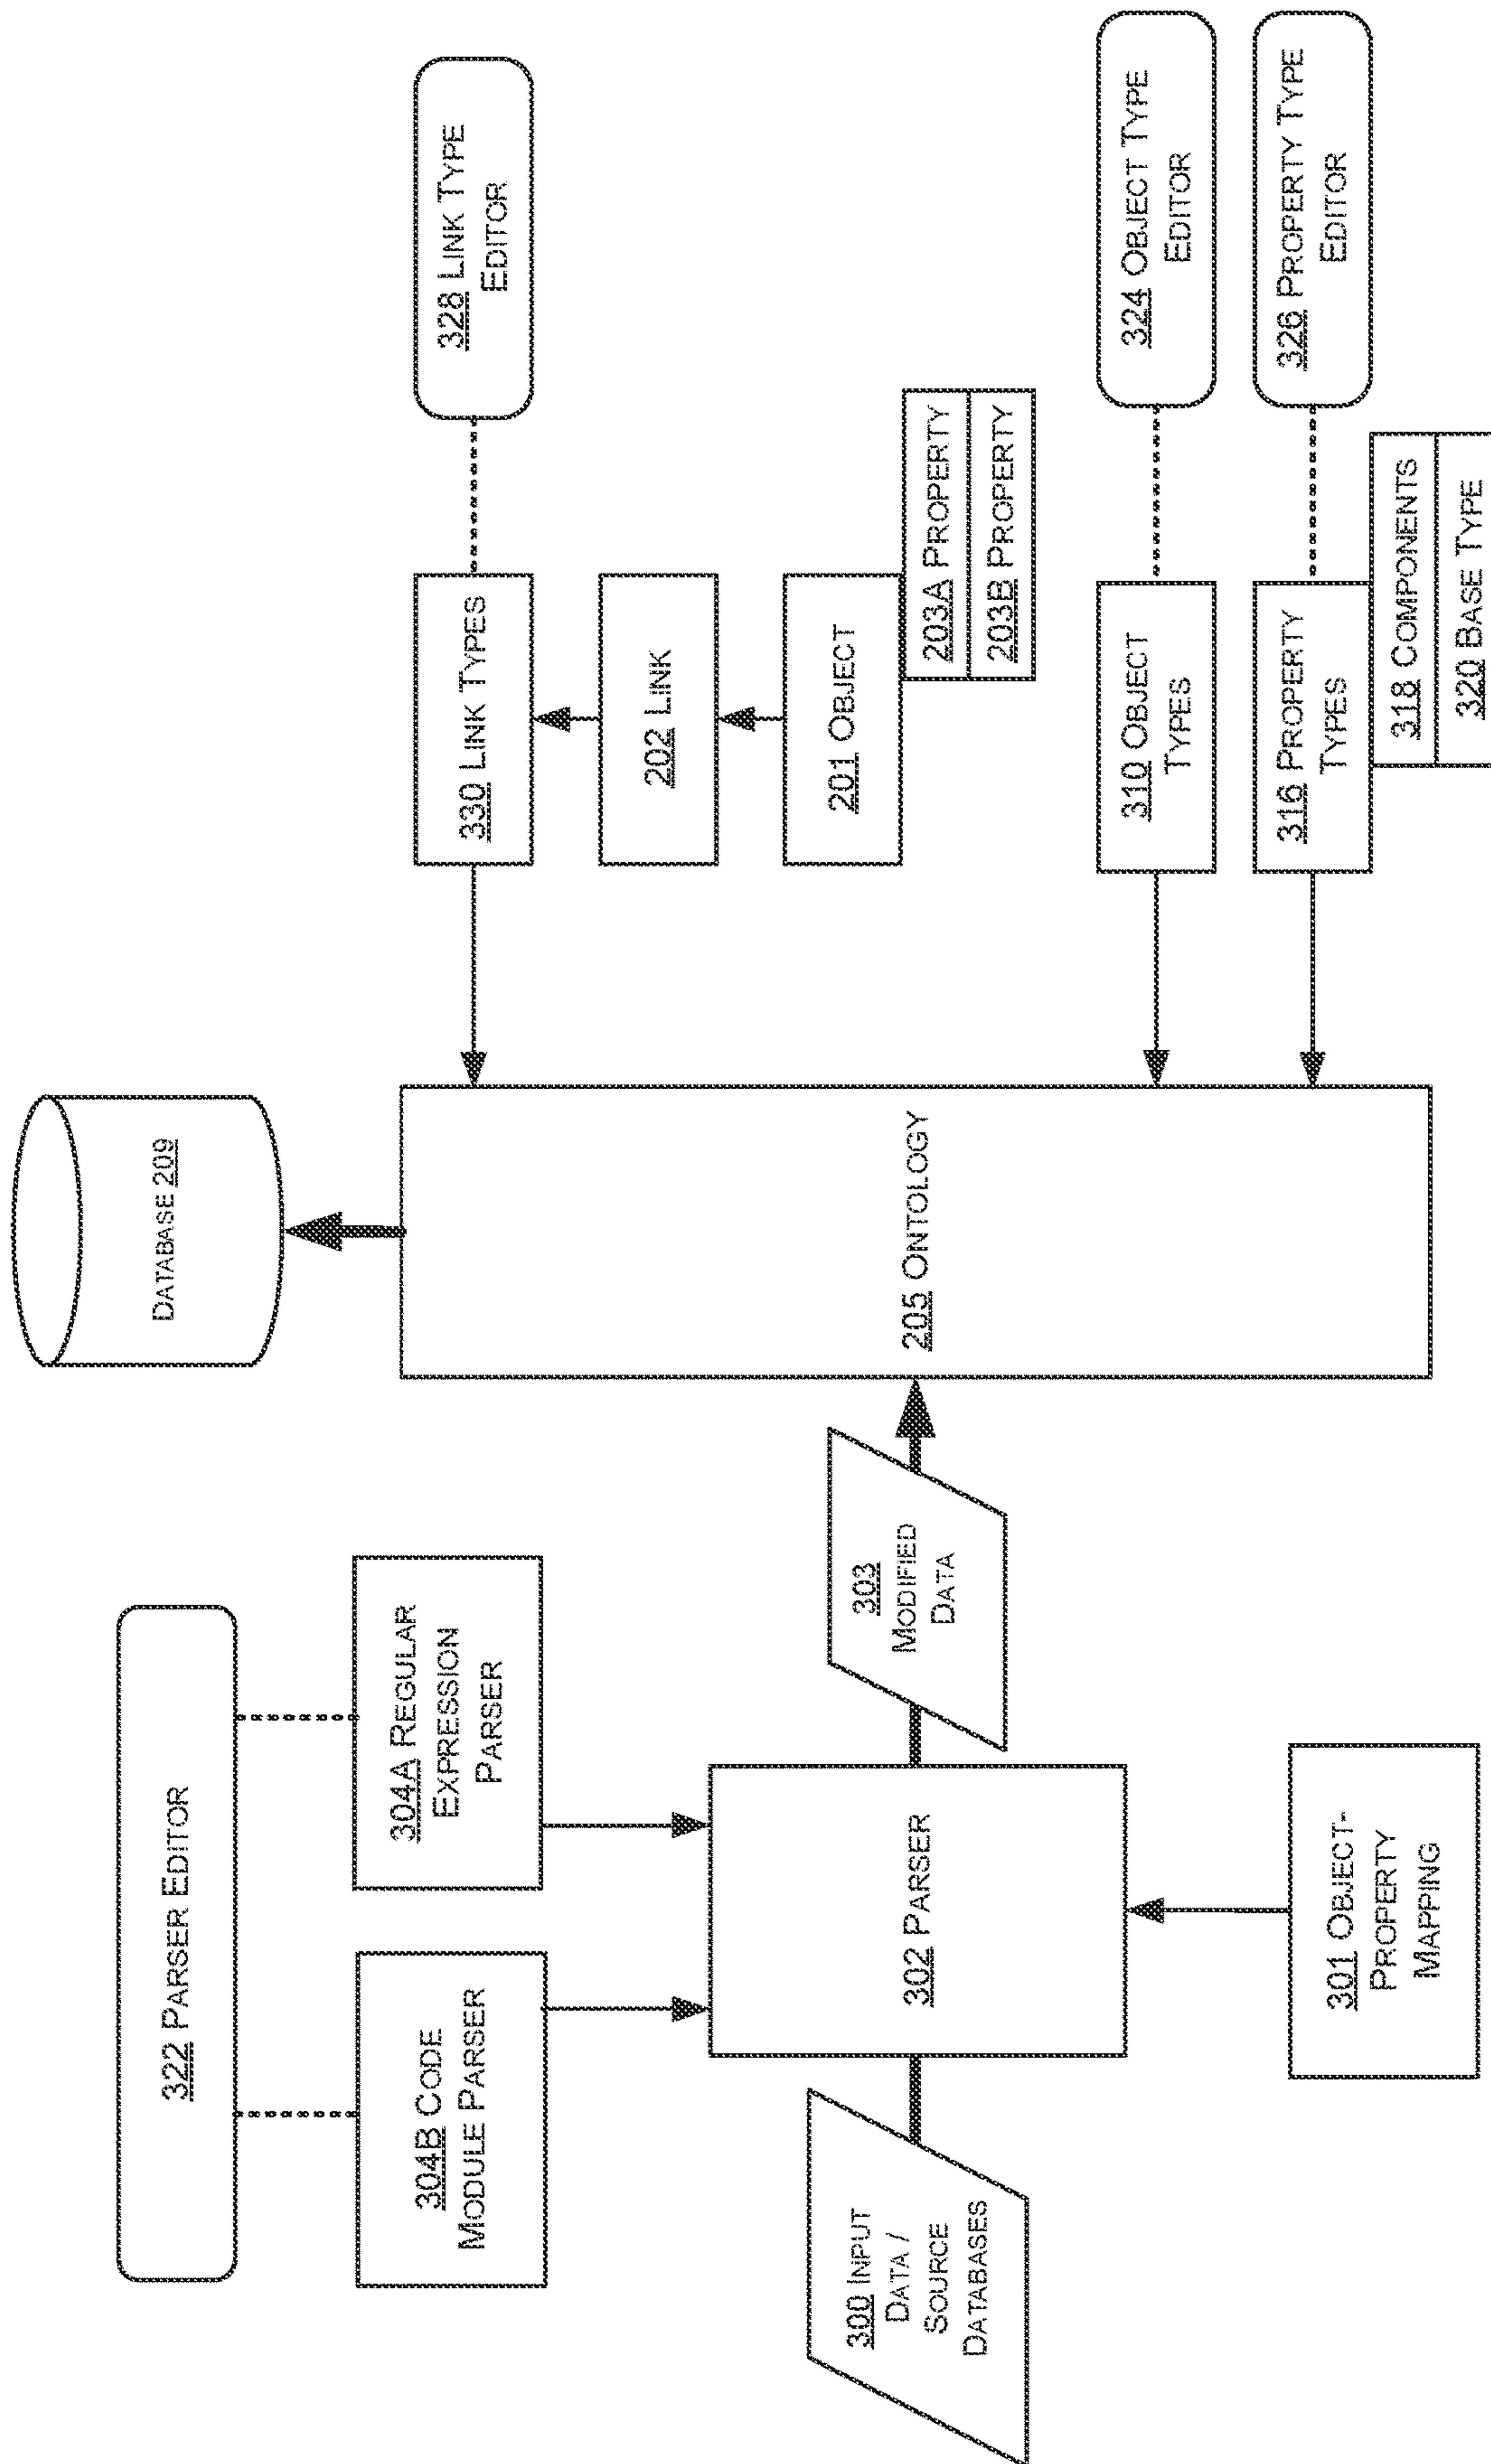 322 PARSER EDITOR
304B CODE
MODULE PARSER
304A REGULAR
EXPRESSION
PARSER
300 INPUT
DATA /
SOURCE
DATABASES
302 PARSER
303
MODIFIED
DATA
301 OBJECT-
PROPERTY
MAPPING
DATABASE 209
205 ONTOLOGY
330 LINK TYPES
328 LINK TYPE
EDITOR
202 LINK
201 OBJECT
203A PROPERTY
203B PROPERTY
310 OBJECT
TYPES
324 OBJECT TYPE
EDITOR
316 PROPERTY
TYPES
326 PROPERTY TYPE
EDITOR
318 COMPONENTS
320 BASE TYPE